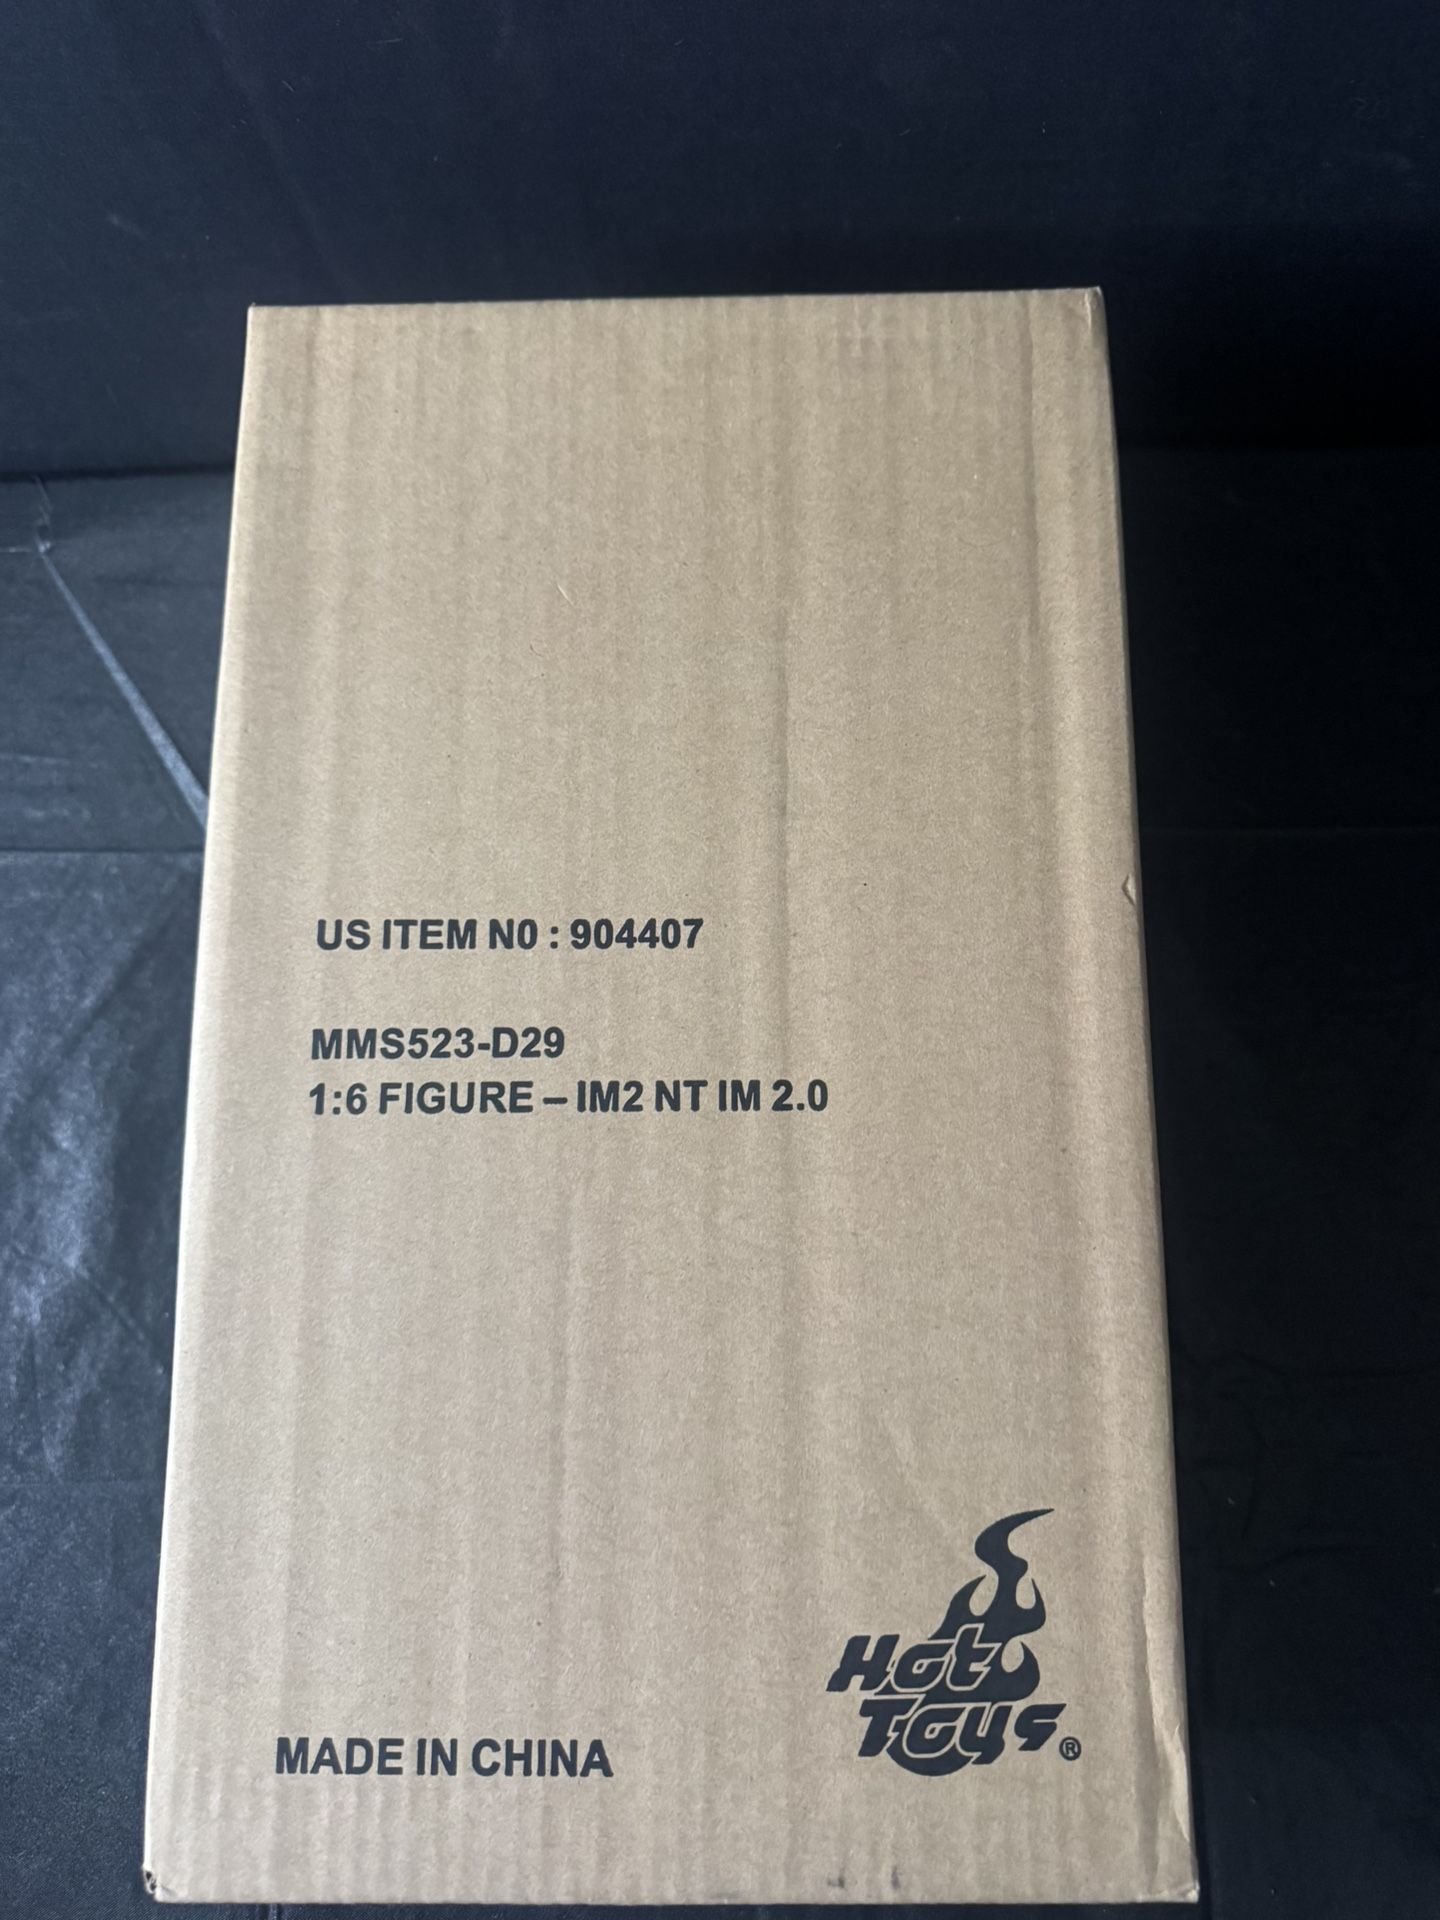 US ITEM N0 : 904407
MMS523-D29
1:6 FIGURE – IM2 NT IM 2.0
Hot
Toys®
MADE IN CHINA